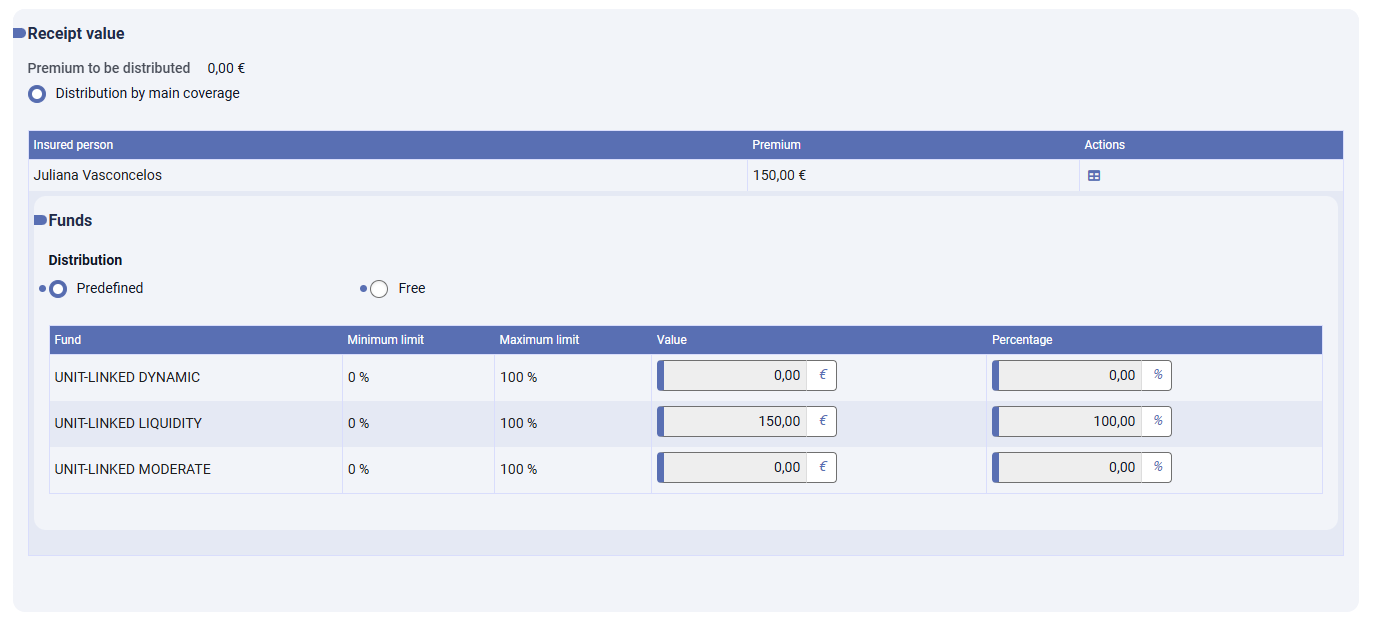 Receipt value
Premium to be distributed 0,00 €
Distribution by main coverage
Insured person Premium Actions
Juliana Vasconcelos 150,00 €
Funds
Distribution
Predefined Free
Fund Minimum limit Maximum limit Value Percentage
UNIT-LINKED DYNAMIC 0 % 100 % 0,00 € 0,00 %
UNIT-LINKED LIQUIDITY 0 % 100 % 150,00 € 100,00 %
UNIT-LINKED MODERATE 0 % 100 % 0,00 € 0,00 %